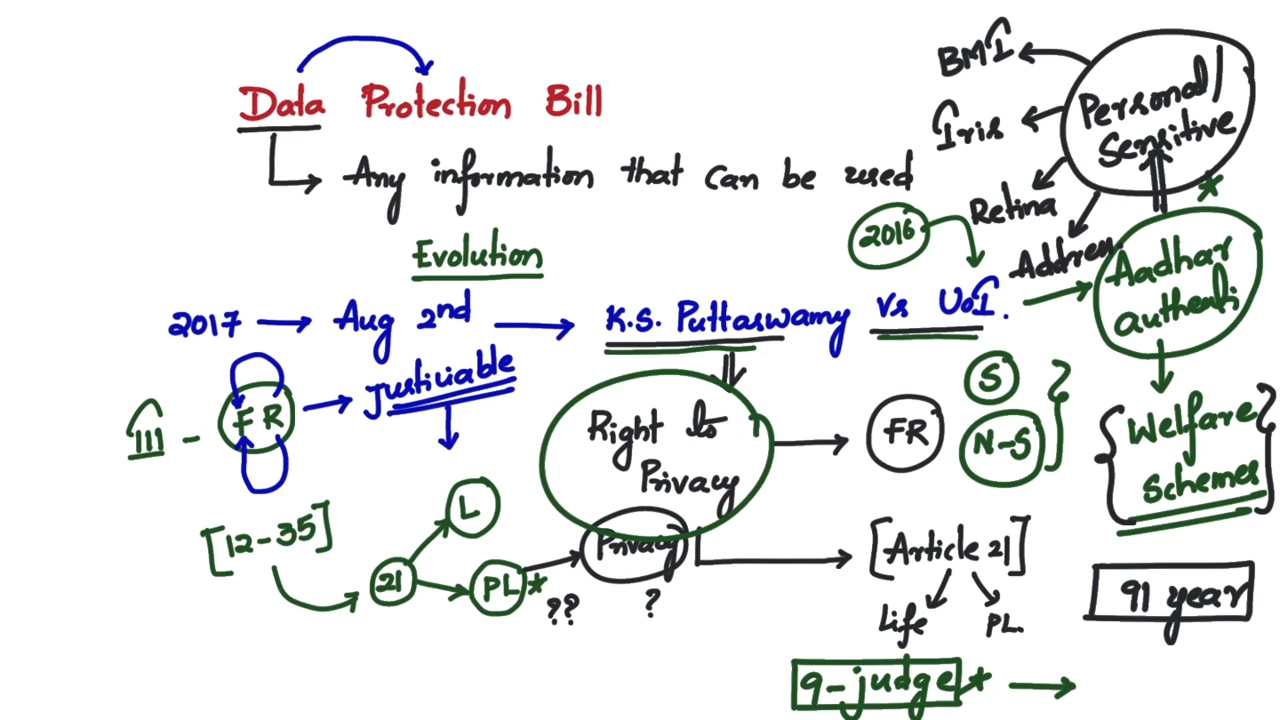 Data Protection Bill
Any information that can be used
Evolution
2017 → Aug 2nd → K.S. Puttaswamy vs UoI.
2016
BMI
Iris
Retina
Address
Personal/
Sensitive
Aadhar
authenti
Welfare
schemes
III - FR → Justiciable
Right to
Privacy
FR
S
N-S
[12-35]
21
L
PL*
??
Privacy
?
[Article 21]
Life
PL.
91 year
9-judge*